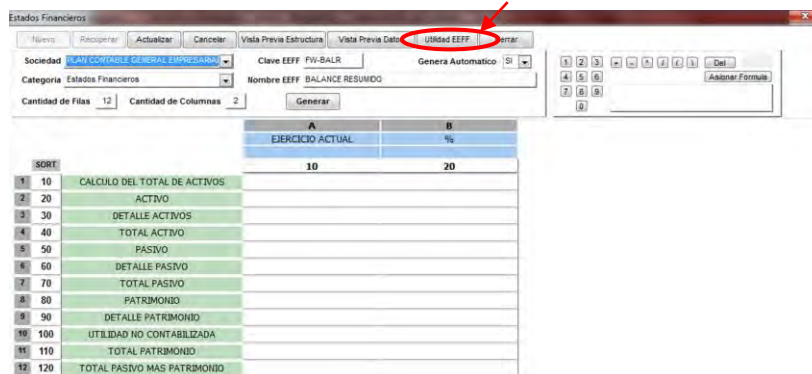 Estados Financieros
Nuevo Recuperar Actualizar Cancelar Vista Previa Estructura Vista Previa Dato Utilidad EEFF errar
Sociedad PLAN CONTABLE GENERAL EMPRESARIAL Clave EEFF FW-BALR Genera Automatico SI
Categoria Estados Financieros Nombre EEFF BALANCE RESUMIDO
Cantidad de Filas 12 Cantidad de Columnas 2 Generar
1 2 3 + - * / ( ) Del
4 5 6 Asionar Formula
7 8 9
0
A B
EJERCICIO ACTUAL %
SORT 10 20
1 10 CALCULO DEL TOTAL DE ACTIVOS
2 20 ACTIVO
3 30 DETALLE ACTIVOS
4 40 TOTAL ACTIVO
5 50 PASIVO
6 60 DETALLE PASIVO
7 70 TOTAL PASIVO
8 80 PATRIMONIO
9 90 DETALLE PATRIMONIO
10 100 UTILIDAD NO CONTABILIZADA
11 110 TOTAL PATRIMONIO
12 120 TOTAL PASIVO MAS PATRIMONIO